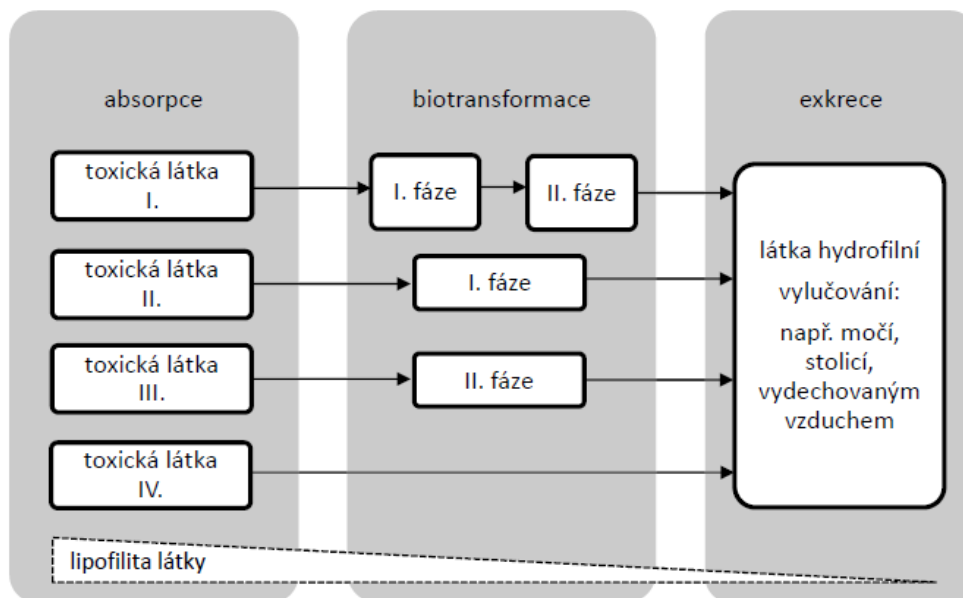 absorpce
biotransformace
exkrece
toxická látka
I.
I. fáze
II. fáze
toxická látka
II.
I. fáze
toxická látka
III.
II. fáze
toxická látka
IV.
látka hydrofilní
vylučování:
např. močí,
stolicí,
vydechovaným
vzduchem
lipofilita látky